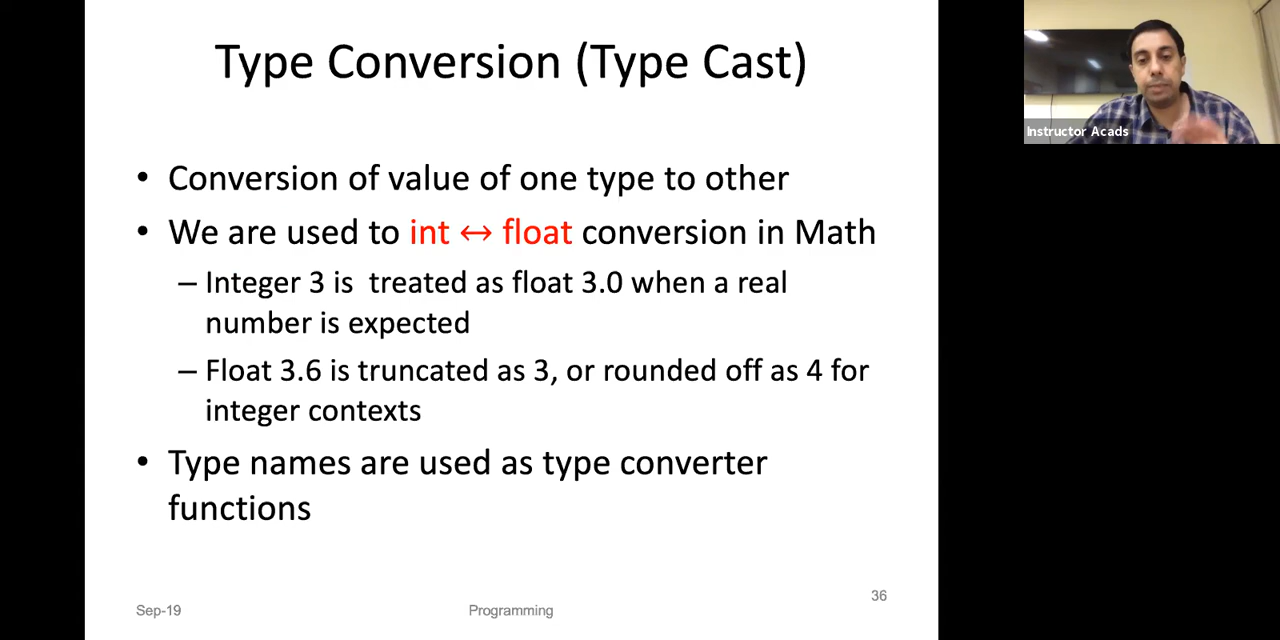 Type Conversion (Type Cast)
Instructor Acads
• Conversion of value of one type to other
• We are used to int ↔ float conversion in Math
– Integer 3 is  treated as float 3.0 when a real
number is expected
– Float 3.6 is truncated as 3, or rounded off as 4 for
integer contexts
• Type names are used as type converter
functions
Sep-19
Programming
36